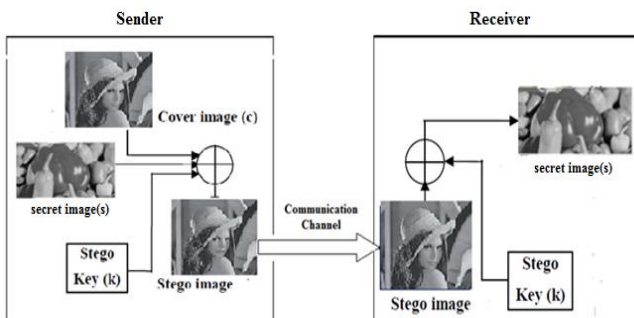 Sender
Cover image (c)
secret image(s)
Stego
Key (k)
Stego image
Communication
Channel
Receiver
secret image(s)
Stego image
Stego
Key (k)